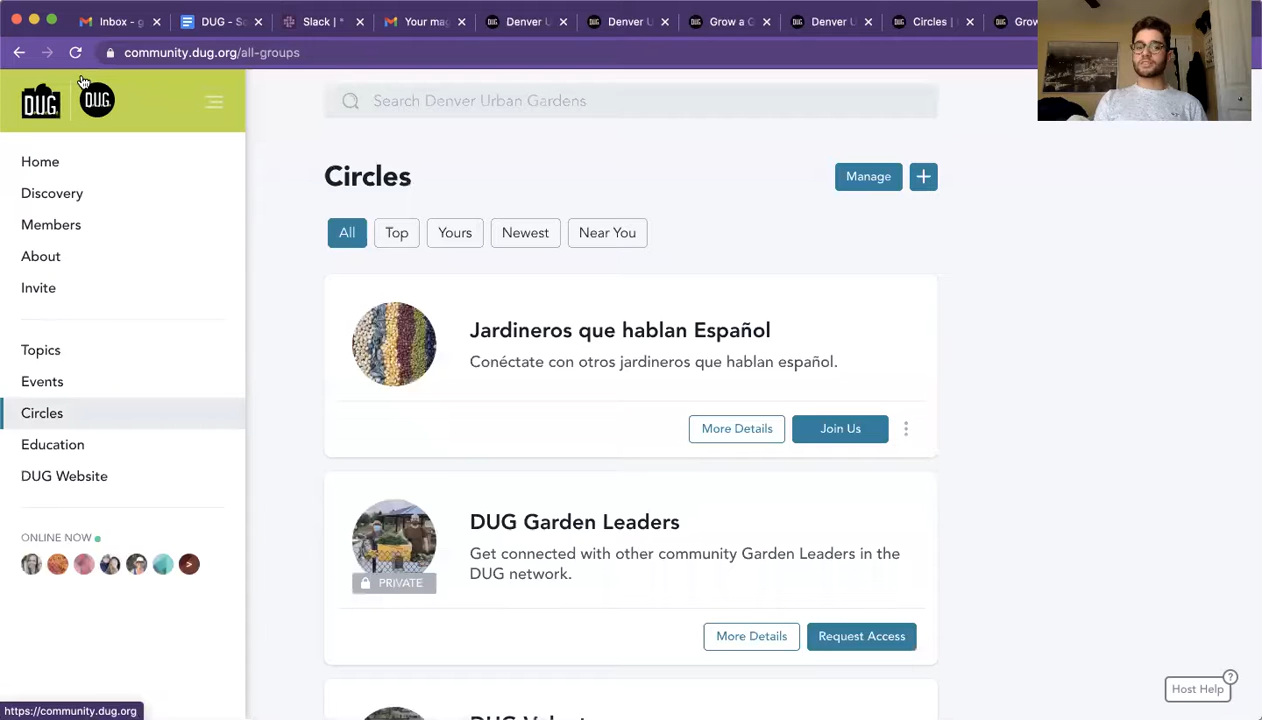 Inbox - g
DUG - Sc
Slack | *
Your mag
Denver U
Denver U
Grow a G
Denver U
Circles |
Grow
community.dug.org/all-groups
D.U.G.
D.U.G.
Search Denver Urban Gardens
Home
Discovery
Members
About
Invite
Topics
Events
Circles
Education
DUG Website
ONLINE NOW
Circles
Manage
All
Top
Yours
Newest
Near You
Jardineros que hablan Español
Conéctate con otros jardineros que hablan español.
More Details
Join Us
DUG Garden Leaders
Get connected with other community Garden Leaders in the
DUG network.
PRIVATE
More Details
Request Access
Host Help
?
https://community.dug.org